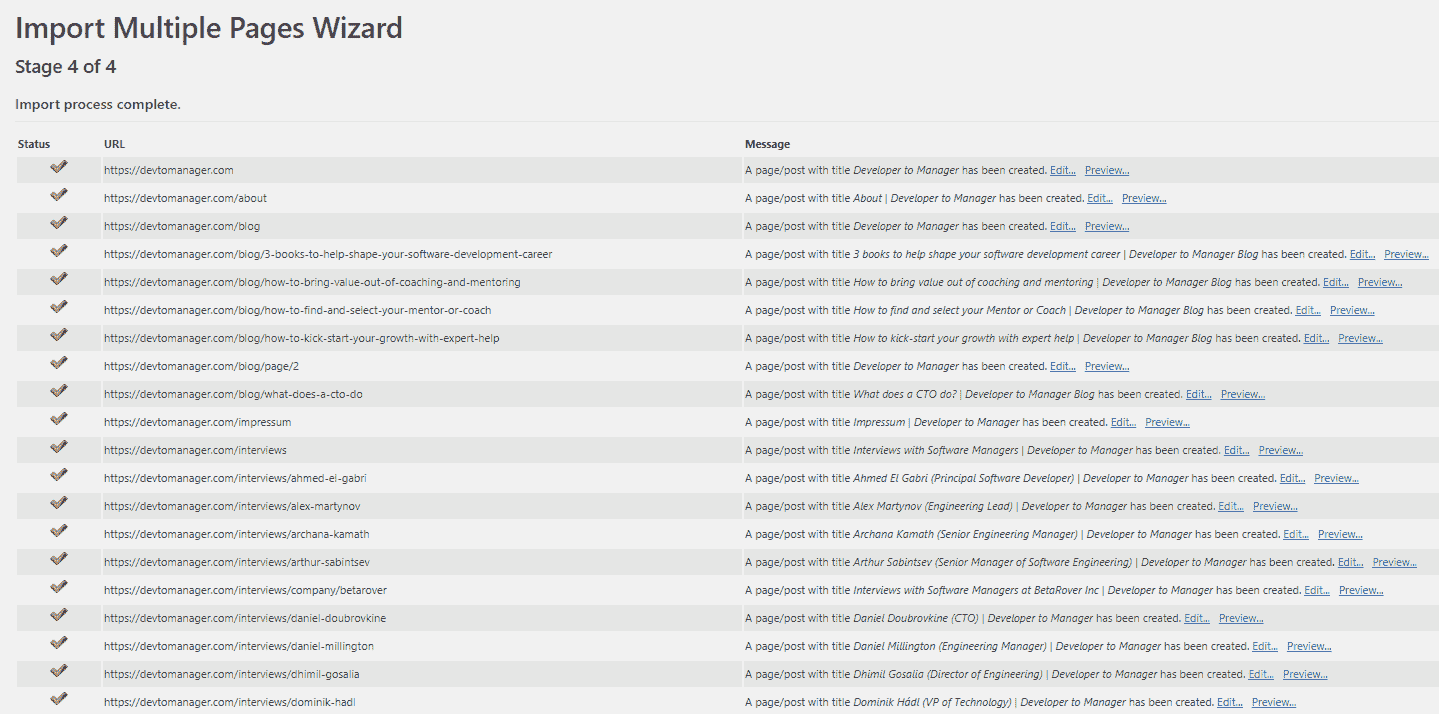 Import Multiple Pages Wizard
Stage 4 of 4
Import process complete.
Status URL Message
https://devtomanager.com A page/post with title Developer to Manager has been created. Edit... Preview...
https://devtomanager.com/about A page/post with title About | Developer to Manager has been created. Edit... Preview...
https://devtomanager.com/blog A page/post with title Developer to Manager has been created. Edit... Preview...
https://devtomanager.com/blog/3-books-to-help-shape-your-software-development-career A page/post with title 3 books to help shape your software development career | Developer to Manager Blog has been created. Edit... Preview...
https://devtomanager.com/blog/how-to-bring-value-out-of-coaching-and-mentoring A page/post with title How to bring value out of coaching and mentoring | Developer to Manager Blog has been created. Edit... Preview...
https://devtomanager.com/blog/how-to-find-and-select-your-mentor-or-coach A page/post with title How to find and select your Mentor or Coach | Developer to Manager Blog has been created. Edit... Preview...
https://devtomanager.com/blog/how-to-kick-start-your-growth-with-expert-help A page/post with title How to kick-start your growth with expert help | Developer to Manager Blog has been created. Edit... Preview...
https://devtomanager.com/blog/page/2 A page/post with title Developer to Manager has been created. Edit... Preview...
https://devtomanager.com/blog/what-does-a-cto-do A page/post with title What does a CTO do? | Developer to Manager Blog has been created. Edit... Preview...
https://devtomanager.com/impressum A page/post with title Impressum | Developer to Manager has been created. Edit... Preview...
https://devtomanager.com/interviews A page/post with title Interviews with Software Managers | Developer to Manager has been created. Edit... Preview...
https://devtomanager.com/interviews/ahmed-el-gabri A page/post with title Ahmed El Gabri (Principal Software Developer) | Developer to Manager has been created. Edit... Preview...
https://devtomanager.com/interviews/alex-martynov A page/post with title Alex Martynov (Engineering Lead) | Developer to Manager has been created. Edit... Preview...
https://devtomanager.com/interviews/archana-kamath A page/post with title Archana Kamath (Senior Engineering Manager) | Developer to Manager has been created. Edit... Preview...
https://devtomanager.com/interviews/arthur-sabintsev A page/post with title Arthur Sabintsev (Senior Manager of Software Engineering) | Developer to Manager has been created. Edit... Preview...
https://devtomanager.com/interviews/company/betarover A page/post with title Interviews with Software Managers at BetaRover Inc | Developer to Manager has been created. Edit... Preview...
https://devtomanager.com/interviews/daniel-doubrovkine A page/post with title Daniel Doubrovkine (CTO) | Developer to Manager has been created. Edit... Preview...
https://devtomanager.com/interviews/daniel-millington A page/post with title Daniel Millington (Engineering Manager) | Developer to Manager has been created. Edit... Preview...
https://devtomanager.com/interviews/dhimil-gosalia A page/post with title Dhimil Gosalia (Director of Engineering) | Developer to Manager has been created. Edit... Preview...
https://devtomanager.com/interviews/dominik-hadl A page/post with title Dominik Hádl (VP of Technology) | Developer to Manager has been created. Edit... Preview...